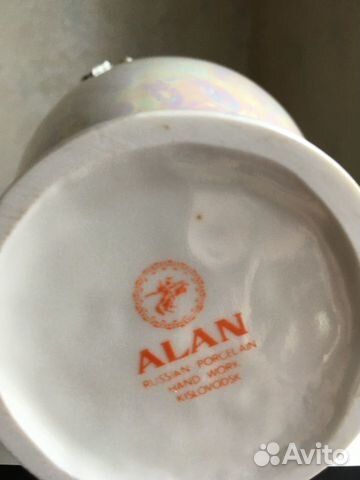 ALAN
RUSSIAN PORCELAIN
HAND WORK
KISLOVODSK
Avito